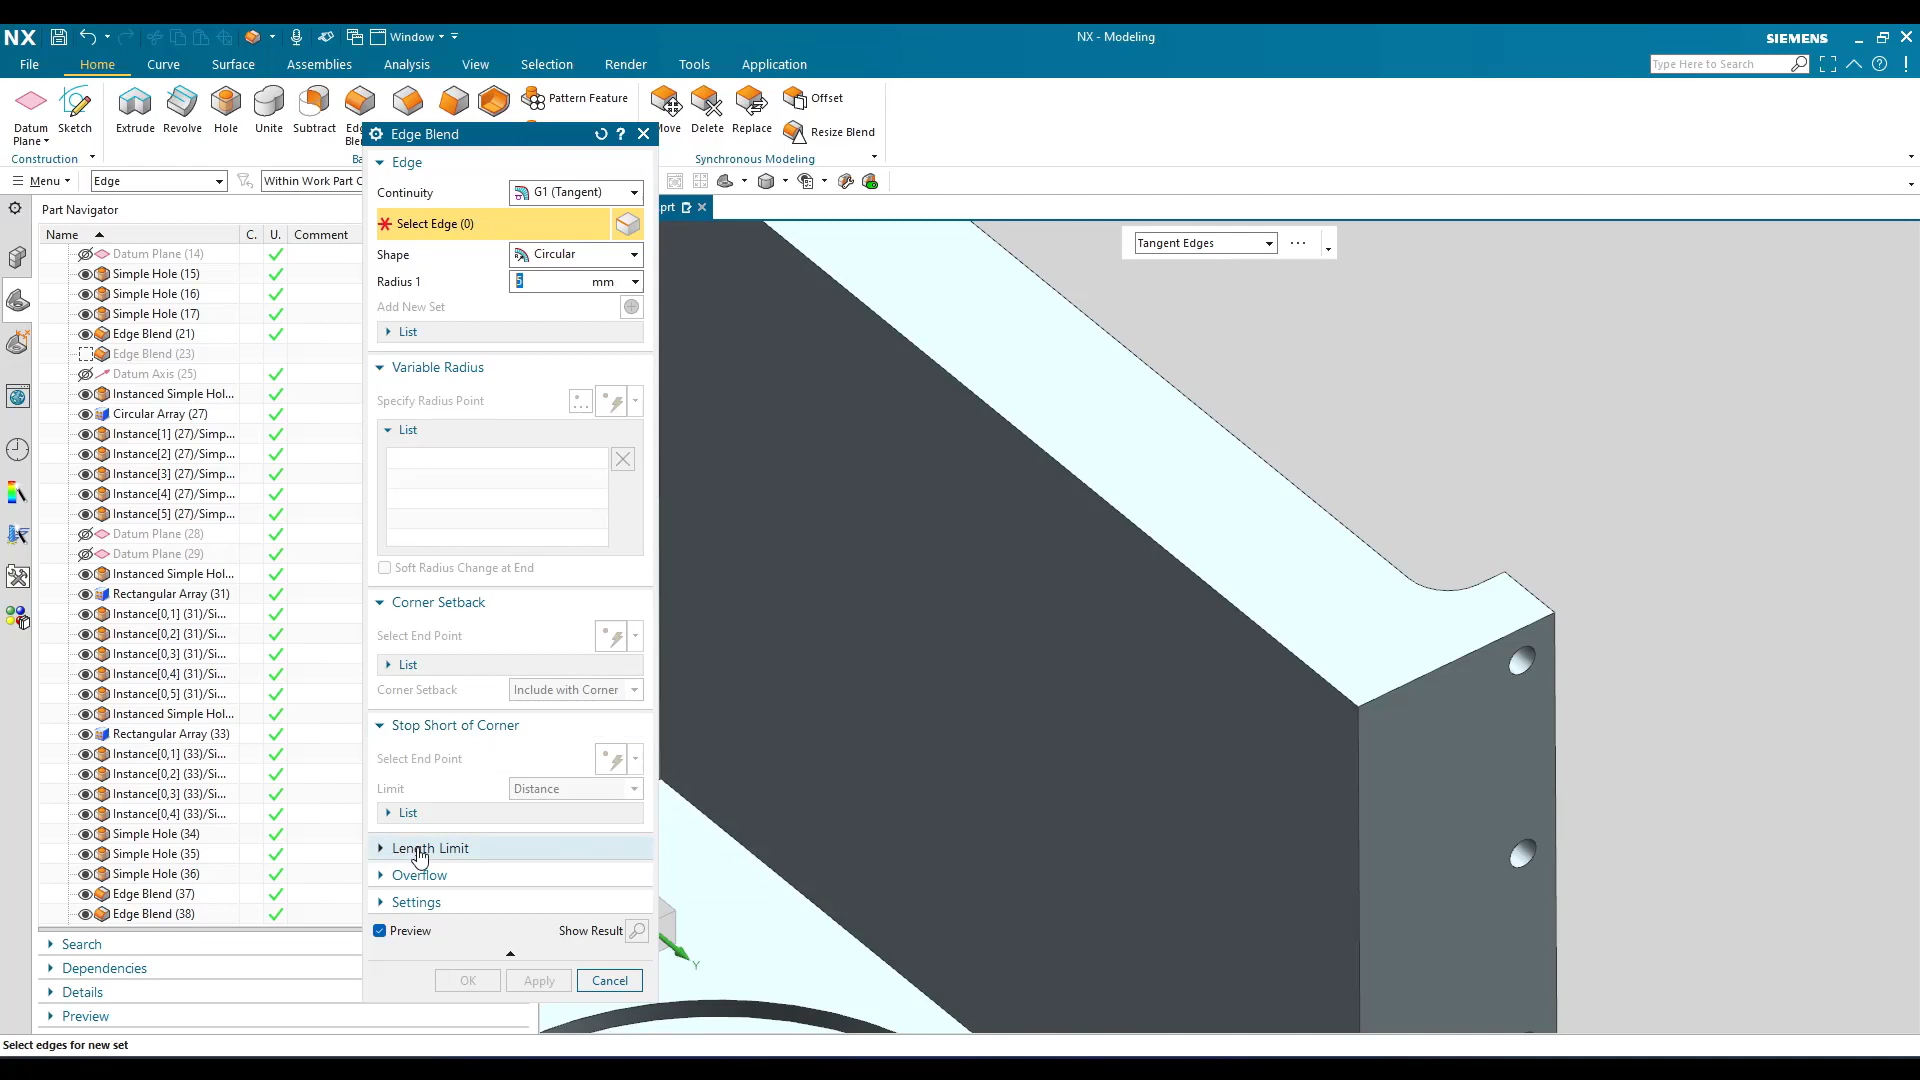 NX
Window
NX - Modeling
SIEMENS
File
Home
Curve
Surface
Assemblies
Analysis
View
Selection
Render
Tools
Application
Type Here to Search
Datum
Plane
Sketch
Extrude
Revolve
Hole
Unite
Subtract
Pattern Feature
Delete
Replace
Offset
Resize Blend
Construction
Synchronous Modeling
Menu
Edge
Within Work Part C
Edge Blend
Edge
Continuity
G1 (Tangent)
Select Edge (0)
Shape
Circular
Radius 1
5
mm
Add New Set
List
Variable Radius
Specify Radius Point
List
Soft Radius Change at End
Corner Setback
Select End Point
List
Corner Setback
Include with Corner
Stop Short of Corner
Select End Point
Limit
Distance
List
Length Limit
Overflow
Settings
Preview
Show Result
OK
Apply
Cancel
Part Navigator
Name
C.
U.
Comment
Datum Plane (14)
Simple Hole (15)
Simple Hole (16)
Simple Hole (17)
Edge Blend (21)
Edge Blend (23)
Datum Axis (25)
Instanced Simple Hol...
Circular Array (27)
Instance[1] (27)/Simp...
Instance[2] (27)/Simp...
Instance[3] (27)/Simp...
Instance[4] (27)/Simp...
Instance[5] (27)/Simp...
Datum Plane (28)
Datum Plane (29)
Instanced Simple Hol...
Rectangular Array (31)
Instance[0,1] (31)/Si...
Instance[0,2] (31)/Si...
Instance[0,3] (31)/Si...
Instance[0,4] (31)/Si...
Instance[0,5] (31)/Si...
Instanced Simple Hol...
Rectangular Array (33)
Instance[0,1] (33)/Si...
Instance[0,2] (33)/Si...
Instance[0,3] (33)/Si...
Instance[0,4] (33)/Si...
Simple Hole (34)
Simple Hole (35)
Simple Hole (36)
Edge Blend (37)
Edge Blend (38)
Search
Dependencies
Details
Preview
prt
Tangent Edges
Y
Select edges for new set